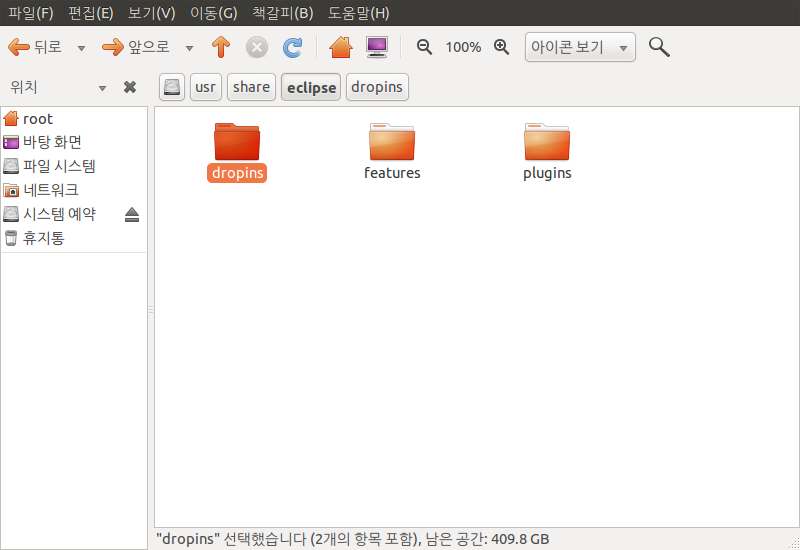 파일(F) 편집(E) 보기(V) 이동(G) 책갈피(B) 도움말(H)
뒤로 앞으로 100% 아이콘 보기
위치 usr share eclipse dropins
root
바탕 화면
파일 시스템
네트워크
시스템 예약
휴지통
dropins features plugins
"dropins" 선택했습니다 (2개의 항목 포함), 남은 공간: 409.8 GB